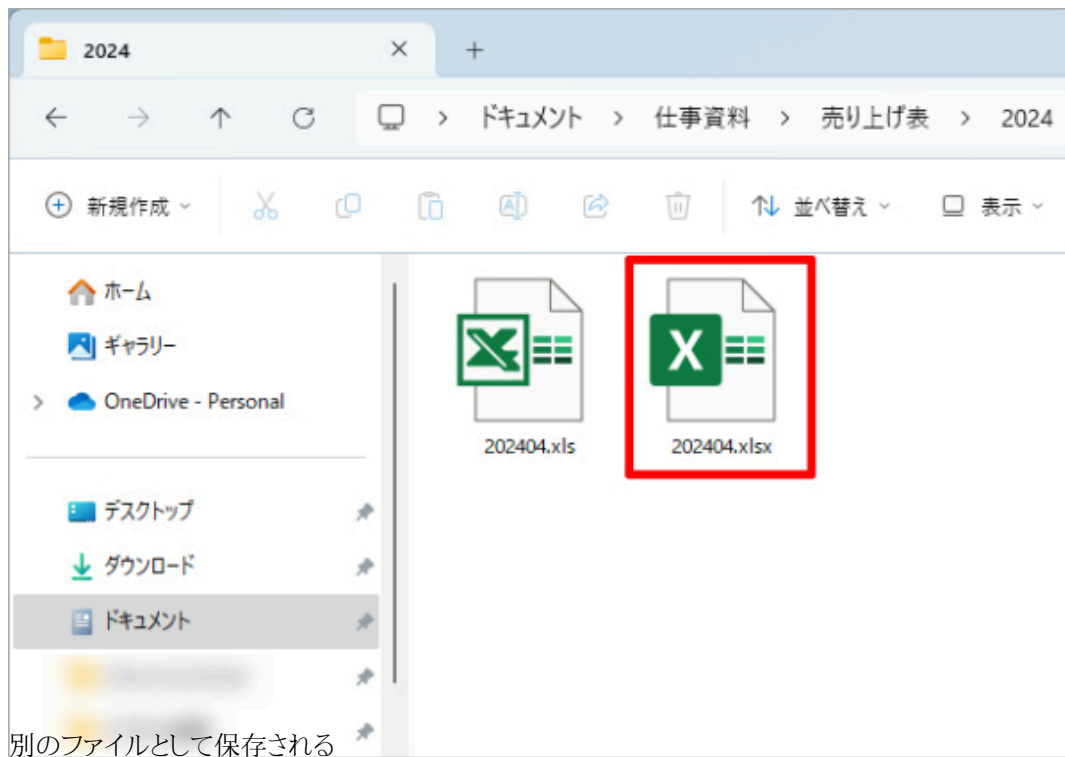 2024
ドキュメント > 仕事資料 > 売り上げ表 > 2024
新規作成 並べ替え 表示
ホーム
ギャラリー
OneDrive - Personal
202404.xls 202404.xlsx
デスクトップ
ダウンロード
ドキュメント
別のファイルとして保存される